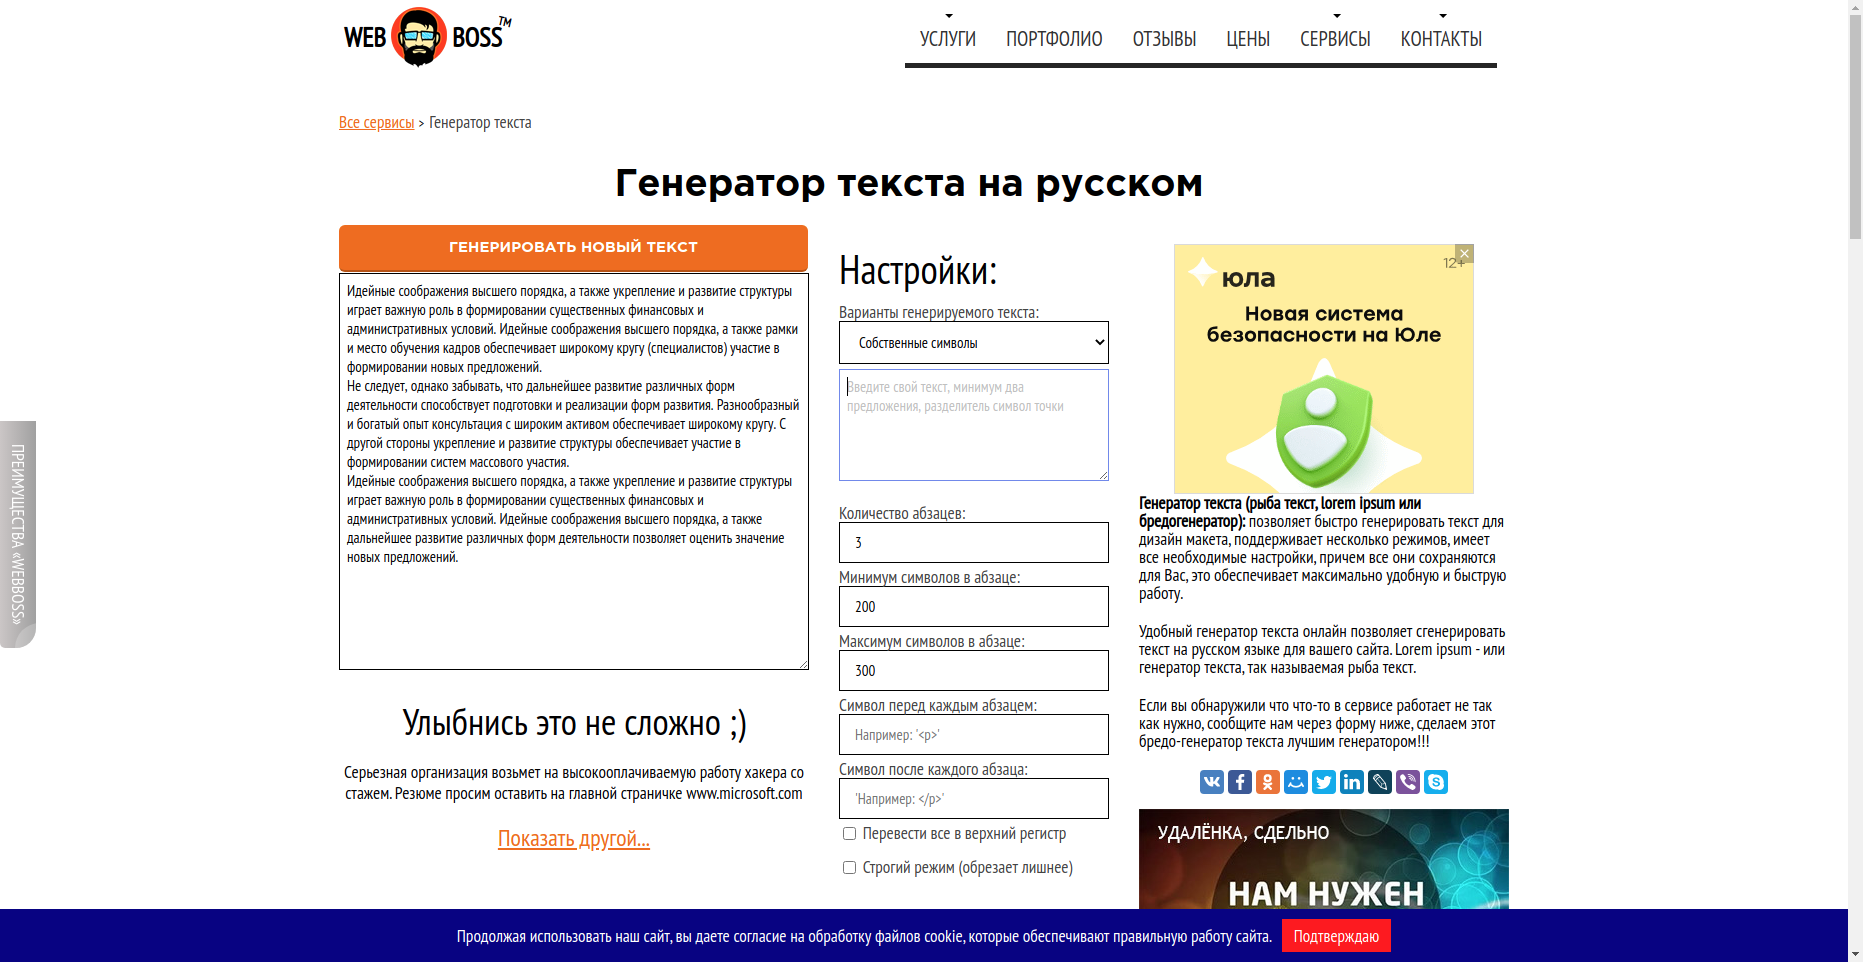 WEB BOSS™
УСЛУГИ ПОРТФОЛИО ОТЗЫВЫ ЦЕНЫ СЕРВИСЫ КОНТАКТЫ
Все сервисы > Генератор текста
Генератор текста на русском
ГЕНЕРИРОВАТЬ НОВЫЙ ТЕКСТ
Идейные соображения высшего порядка, а также укрепление и развитие структуры
играет важную роль в формировании существенных финансовых и
административных условий. Идейные соображения высшего порядка, а также рамки
и место обучения кадров обеспечивает широкому кругу (специалистов) участие в
формировании новых предложений.
Не следует, однако забывать, что дальнейшее развитие различных форм
деятельности способствует подготовки и реализации форм развития. Разнообразный
и богатый опыт консультация с широким активом обеспечивает широкому кругу. С
другой стороны укрепление и развитие структуры обеспечивает участие в
формировании систем массового участия.
Идейные соображения высшего порядка, а также укрепление и развитие структуры
играет важную роль в формировании существенных финансовых и
административных условий. Идейные соображения высшего порядка, а также
дальнейшее развитие различных форм деятельности позволяет оценить значение
новых предложений.
Улыбнись это не сложно ;)
Серьезная организация возьмет на высокооплачиваемую работу хакера со
стажем. Резюме просим оставить на главной страничке www.microsoft.com
Показать другой...
Настройки:
Варианты генерируемого текста:
Собственные символы
Введите свой текст, минимум два
предложения, разделитель символ точки
Количество абзацев:
3
Минимум символов в абзаце:
200
Максимум символов в абзаце:
300
Символ перед каждым абзацем:
Например: '<p>'
Символ после каждого абзаца:
'Например: </p>'
Перевести все в верхний регистр
Строгий режим (обрезает лишнее)
12+
юла
Новая система
безопасности на Юле
Генератор текста (рыба текст, lorem ipsum или
бредогенератор): позволяет быстро генерировать текст для
дизайн макета, поддерживает несколько режимов, имеет
все необходимые настройки, причем все они сохраняются
для Вас, это обеспечивает максимально удобную и быструю
работу.
Удобный генератор текста онлайн позволяет сгенерировать
текст на русском языке для вашего сайта. Lorem ipsum - или
генератор текста, так называемая рыба текст.
Если вы обнаружили что что-то в сервисе работает не так
как нужно, сообщите нам через форму ниже, сделаем этот
бредо-генератор текста лучшим генератором!!!
УДАЛЁНКА, СДЕЛЬНО
НАМ НУЖЕН
ПРЕИМУЩЕСТВА «WEBBOSS»
Продолжая использовать наш сайт, вы даете согласие на обработку файлов cookie, которые обеспечивают правильную работу сайта. Подтверждаю